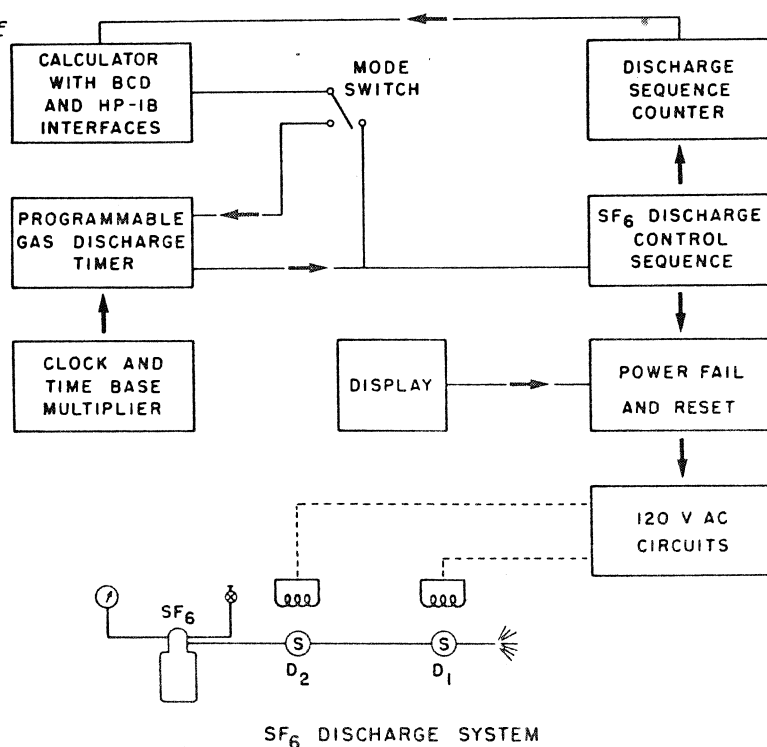 CALCULATOR
WITH BCD
AND HP-IB
INTERFACES
MODE
SWITCH
DISCHARGE
SEQUENCE
COUNTER
PROGRAMMABLE
GAS DISCHARGE
TIMER
SF6 DISCHARGE
CONTROL
SEQUENCE
CLOCK AND
TIME BASE
MULTIPLIER
DISPLAY
POWER FAIL
AND RESET
120 V AC
CIRCUITS
SF6
S
S
D2
D1
SF6 DISCHARGE SYSTEM